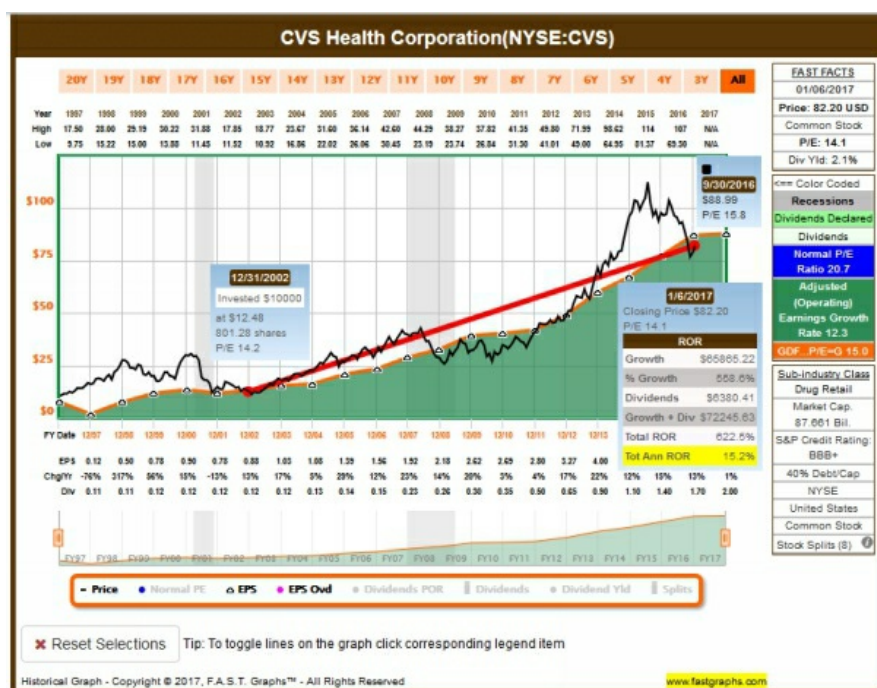 CVS Health Corporation(NYSE:CVS)
20Y 19Y 18Y 17Y 16Y 15Y 14Y 13Y 12Y 11Y 10Y 9Y 8Y 7Y 6Y 5Y 4Y 3Y All
Year 1997 1998 1999 2000 2001 2002 2003 2004 2005 2006 2007 2008 2009 2010 2011 2012 2013 2014 2015 2016 2017
High 17.50 28.00 29.19 30.22 31.88 17.85 18.77 23.67 31.60 36.14 42.60 44.29 38.27 37.82 41.35 49.80 71.99 98.62 114 107 N/A
Low 9.75 15.22 15.00 13.88 11.45 11.52 10.92 16.86 22.02 26.06 30.45 23.19 23.74 26.84 31.30 41.01 49.00 64.95 81.37 69.30 N/A
$100
$75
$50
$25
$0
9/30/2016
$88.99
P/E 15.8
12/31/2002
Invested $10000
at $12.48
801.28 shares
P/E 14.2
1/6/2017
Closing Price $82.20
P/E 14.1
ROR
Growth $65865.22
% Growth 558.6%
Dividends $6380.41
Growth + Div $72245.63
Total ROR 622.5%
Tot Ann ROR 15.2%
FY Date 12/97 12/98 12/99 12/00 12/01 12/02 12/03 12/04 12/05 12/06 12/07 12/08 12/09 12/10 12/11 12/12 12/13
EPS 0.12 0.50 0.78 0.90 0.78 0.88 1.03 1.08 1.39 1.56 1.92 2.18 2.62 2.69 2.80 3.27 4.00
Chg/Yr -76% 317% 56% 15% -13% 13% 17% 5% 29% 12% 23% 14% 20% 3% 4% 17% 22% 12% 15% 13% 1%
Div 0.11 0.11 0.12 0.12 0.12 0.12 0.12 0.13 0.14 0.15 0.23 0.26 0.30 0.35 0.50 0.65 0.90 1.10 1.40 1.70 2.00
FY97 FY98 FY99 FY00 FY01 FY02 FY03 FY04 FY05 FY06 FY07 FY08 FY09 FY10 FY11 FY12 FY13 FY14 FY15 FY16 FY17
Price Normal PE EPS EPS Ovd Dividends POR Dividends Dividend Yld Splits
Reset Selections Tip: To toggle lines on the graph click corresponding legend item
Historical Graph - Copyright © 2017, F.A.S.T. Graphs™ - All Rights Reserved www.fastgraphs.com
FAST FACTS
01/06/2017
Price: 82.20 USD
Common Stock
P/E: 14.1
Div Yld: 2.1%
<== Color Coded
Recessions
Dividends Declared
Dividends
Normal P/E
Ratio 20.7
Adjusted
(Operating)
Earnings Growth
Rate 12.3
GDF...P/E=G 15.0
Sub-industry Class
Drug Retail
Market Cap.
87.661 Bil.
S&P Credit Rating:
BBB+
40% Debt/Cap
NYSE
United States
Common Stock
Stock Splits (8)